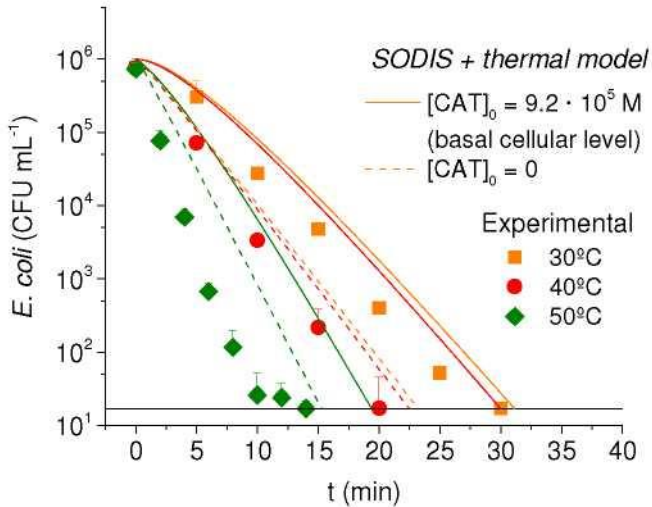 SODIS + thermal model
[CAT]₀ = 9.2 · 10⁵ M
(basal cellular level)
[CAT]₀ = 0
Experimental
30ºC
40ºC
50ºC
E. coli (CFU mL⁻¹)
10⁶
10⁵
10⁴
10³
10²
10¹
0 5 10 15 20 25 30 35 40
t (min)